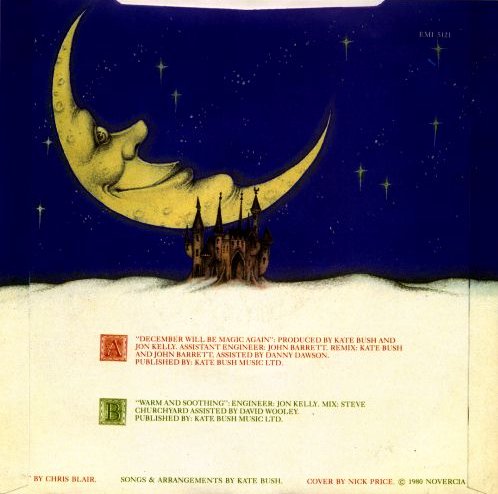 EMI 5121
A "DECEMBER WILL BE MAGIC AGAIN": PRODUCED BY KATE BUSH AND
JON KELLY. ASSISTANT ENGINEER: JOHN BARRETT. REMIX: KATE BUSH
AND JOHN BARRETT, ASSISTED BY DANNY DAWSON.
PUBLISHED BY: KATE BUSH MUSIC LTD.
B "WARM AND SOOTHING": ENGINEER: JON KELLY. MIX: STEVE
CHURCHYARD ASSISTED BY DAVID WOOLEY.
PUBLISHED BY: KATE BUSH MUSIC LTD.
" BY CHRIS BLAIR. SONGS & ARRANGEMENTS BY KATE BUSH. COVER BY NICK PRICE. © 1980 NOVERCIA